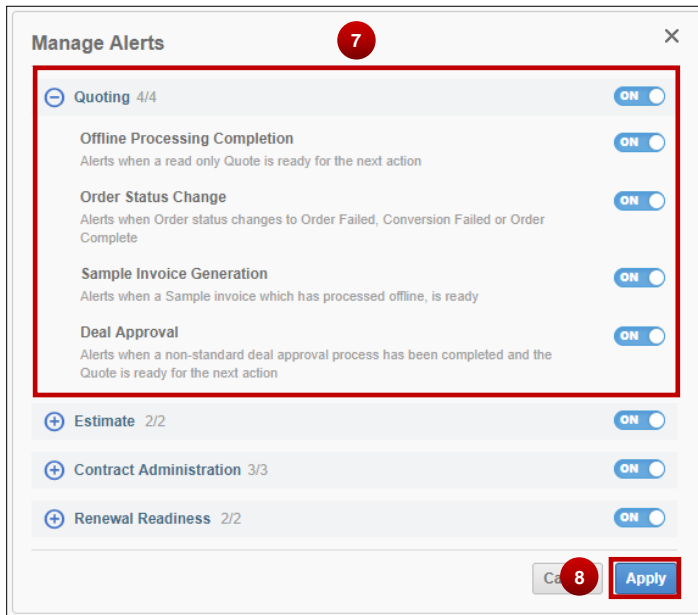 Manage Alerts
7
Quoting 4/4
ON
Offline Processing Completion
ON
Alerts when a read only Quote is ready for the next action
Order Status Change
ON
Alerts when Order status changes to Order Failed, Conversion Failed or Order
Complete
Sample Invoice Generation
ON
Alerts when a Sample invoice which has processed offline, is ready
Deal Approval
ON
Alerts when a non-standard deal approval process has been completed and the
Quote is ready for the next action
Estimate 2/2
ON
Contract Administration 3/3
ON
Renewal Readiness 2/2
ON
8
Apply